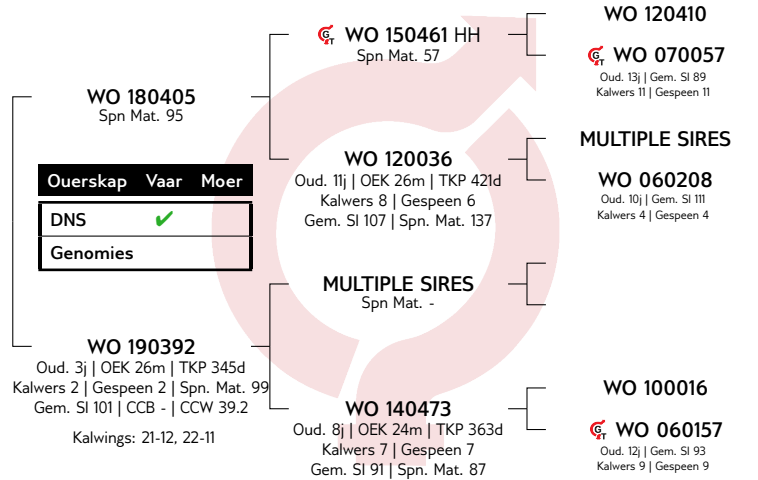 WO 180405
Spn Mat. 95
Ouerskap Vaar Moer
DNS ✔
Genomies
WO 190392
Oud. 3j | OEK 26m | TKP 345d
Kalwers 2 | Gespeen 2 | Spn. Mat. 99
Gem. SI 101 | CCB - | CCW 39.2
Kalwings: 21-12, 22-11
GT WO 150461 HH
Spn Mat. 57
WO 120036
Oud. 11j | OEK 26m | TKP 421d
Kalwers 8 | Gespeen 6
Gem. SI 107 | Spn. Mat. 137
MULTIPLE SIRES
Spn Mat. -
WO 140473
Oud. 8j | OEK 24m | TKP 363d
Kalwers 7 | Gespeen 7
Gem. SI 91 | Spn. Mat. 87
WO 120410
GT WO 070057
Oud. 13j | Gem. SI 89
Kalwers 11 | Gespeen 11
MULTIPLE SIRES
WO 060208
Oud. 10j | Gem. SI 111
Kalwers 4 | Gespeen 4
WO 100016
GT WO 060157
Oud. 12j | Gem. SI 93
Kalwers 9 | Gespeen 9